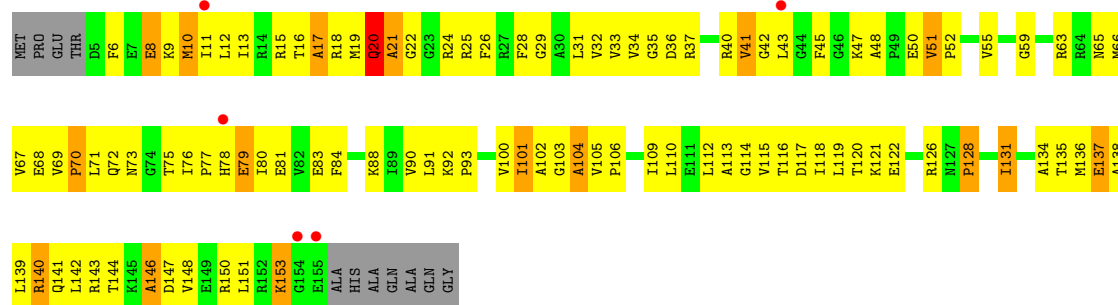 MET PRO GLU THR D5 F6 E7 E8 K9 M10 I11 L12 I13 R14 R15 T16 A17 R18 M19 Q20 A21 G22 G23 R24 R25 F26 R27 F28 G29 A30 L31 V32 V33 V34 G35 D36 R37 R40 V41 G42 L43 G44 F45 G46 K47 A48 P49 E50 V51 P52 V55 G59 R63 R64 N65 M66
V67 E68 V69 P70 L71 Q72 N73 G74 T75 I76 P77 H78 E79 I80 E81 V82 E83 F84 K88 I89 V90 L91 K92 P93 V100 I101 A102 G103 A104 V105 P106 I109 L110 E111 L112 A113 G114 V115 T116 D117 I118 L119 T120 K121 E122 R126 N127 P128 I131 A134 T135 M136 E137 A138
L139 R140 Q141 L142 R143 T144 K145 A146 D147 V148 E149 R150 L151 R152 K153 G154 E155 ALA HIS ALA GLN ALA GLN GLY